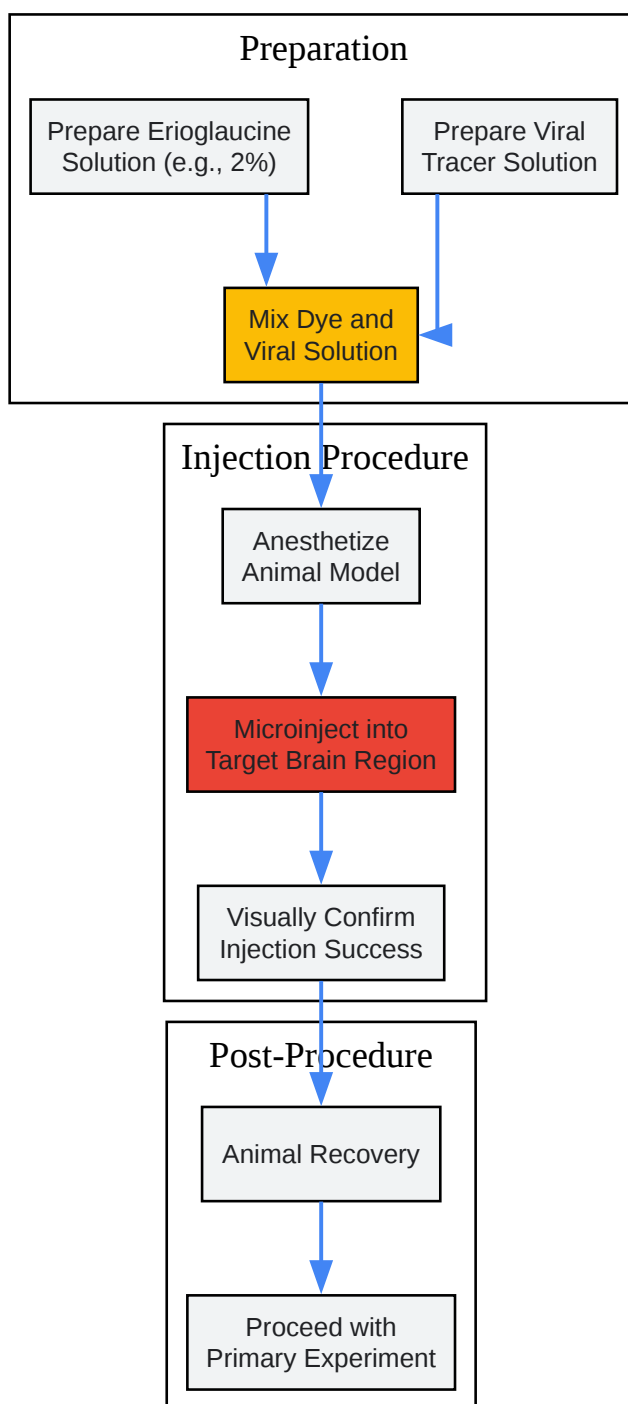 Preparation
Prepare Erioglaucine
Solution (e.g., 2%)
Prepare Viral
Tracer Solution
Mix Dye and
Viral Solution
Injection Procedure
Anesthetize
Animal Model
Microinject into
Target Brain Region
Visually Confirm
Injection Success
Post-Procedure
Animal Recovery
Proceed with
Primary Experiment